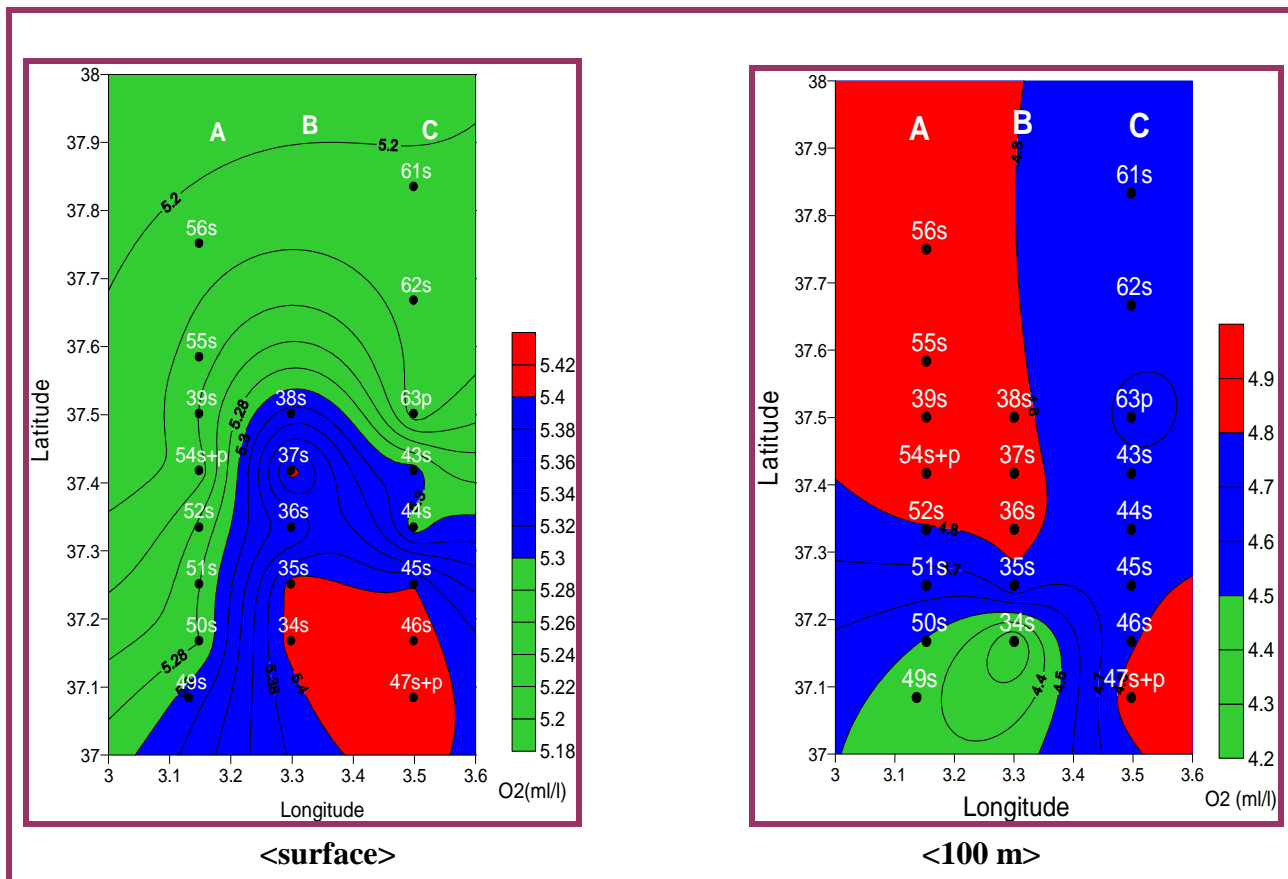 38
37.9
37.8
37.7
37.6
37.5
37.4
37.3
37.2
37.1
37
Latitude
A B C
5.2
5.2
61s
56s
62s
55s
39s 38s 63p
5.28
5.3
54s+p 37s 43s
52s 36s 44s
51s 35s 45s
50s 34s 46s
5.28
49s 5.38 5.4 47s+p
3 3.1 3.2 3.3 3.4 3.5 3.6
Longitude
5.42
5.4
5.38
5.36
5.34
5.32
5.3
5.28
5.26
5.24
5.22
5.2
5.18
O2(ml/l)
<surface>
38
37.9
37.8
37.7
37.6
37.5
37.4
37.3
37.2
37.1
37
Latitude
A B C
4.8
61s
56s
62s
55s
39s 38s 63p
4.8
54s+p 37s 43s
52s 36s 44s
4.8
51s 4.7 35s 45s
50s 34s 46s
49s 4.4 4.5 4.7 47s+p
3 3.1 3.2 3.3 3.4 3.5 3.6
Longitude
4.9
4.8
4.7
4.6
4.5
4.4
4.3
4.2
O2 (ml/l)
<100 m>